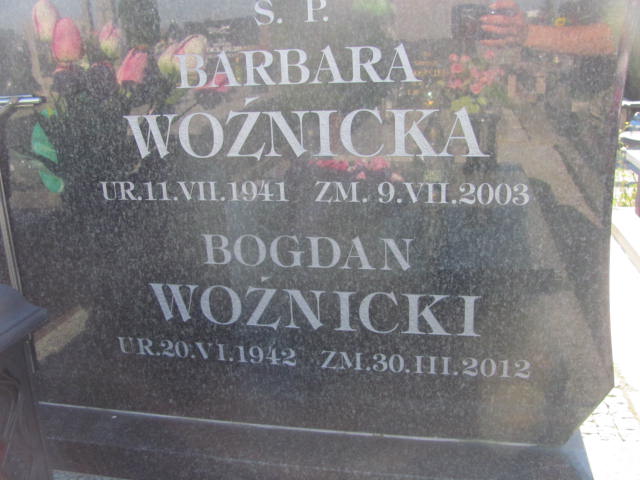 Ś. P.
BARBARA
WOŹNICKA
UR.11.VII.1941 ZM. 9.VII.2003
BOGDAN
WOŹNICKI
UR.20.VI.1942 ZM.30.III.2012